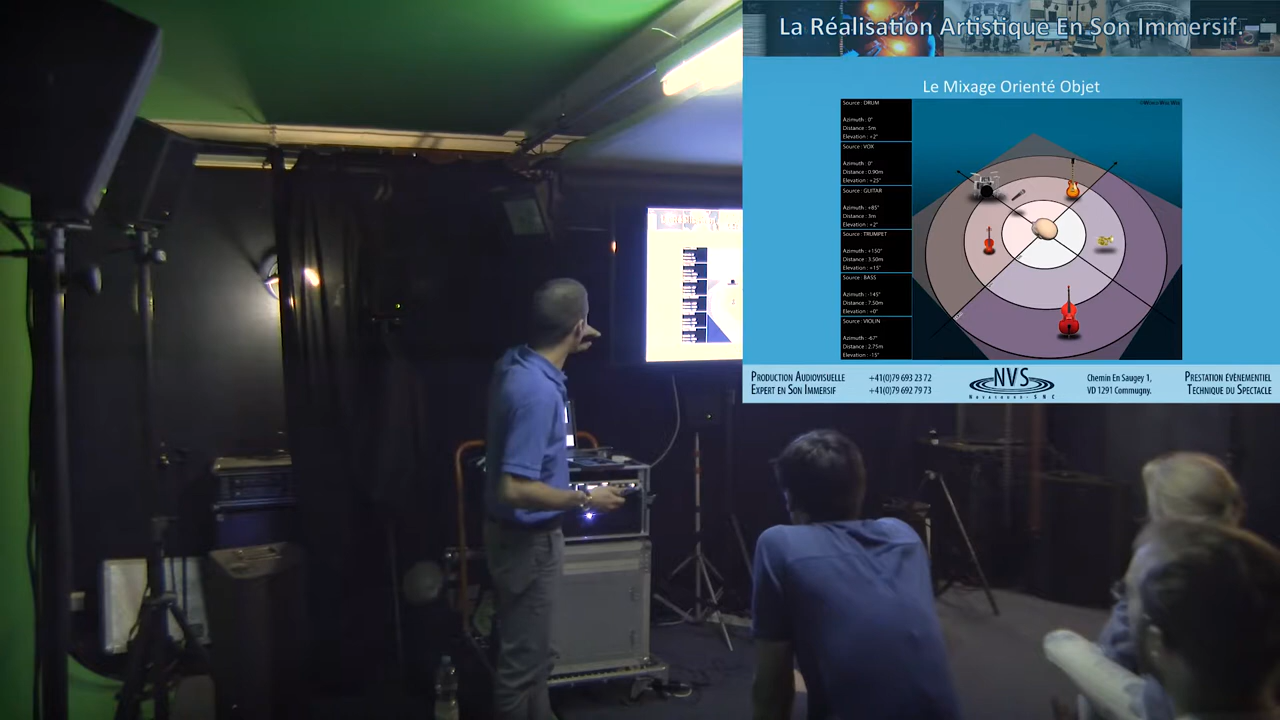 La Réalisation Artistique En Son Immersif.
Le Mixage Orienté Objet
Source : DRUM
Azimuth : 0°
Distance : 5m
Elevation : +2°
Source : VOX
Azimuth : 0°
Distance : 0.90m
Elevation : +25°
Source : GUITAR
Azimuth : +85°
Distance : 3m
Elevation : +2°
Source : TRUMPET
Azimuth : +150°
Distance : 3.50m
Elevation : +15°
Source : BASS
Azimuth : -145°
Distance : 7.50m
Elevation : +0°
Source : VIOLIN
Azimuth : -67°
Distance : 2.75m
Elevation : -15°
PRODUCTION AUDIOVISUELLE
EXPERT EN SON IMMERSIF
+41(0)79 693 23 72
+41(0)79 692 79 73
NVS
Chemin En Saugey 1,
VD 1291 Commugny.
PRESTATION ÉVÈNEMENTIEL
TECHNIQUE DU SPECTACLE